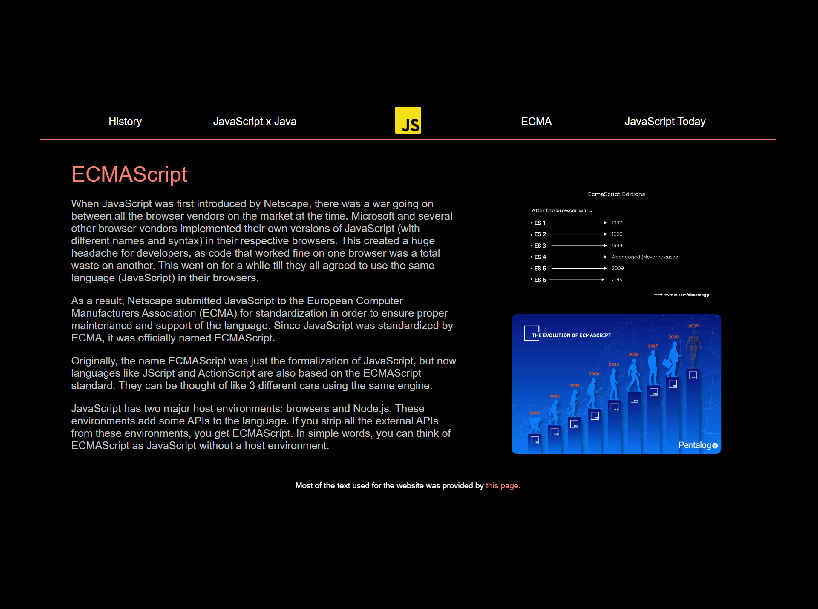 History
JavaScript x Java
JS
ECMA
JavaScript Today
ECMAScript
When JavaScript was first introduced by Netscape, there was a war going on
between all the browser vendors on the market at the time. Microsoft and several
other browser vendors implemented their own versions of JavaScript (with
different names and syntax) in their respective browsers. This created a huge
headache for developers, as code that worked fine on one browser was a total
waste on another. This went on for a while till they all agreed to use the same
language (JavaScript) in their browsers.
As a result, Netscape submitted JavaScript to the European Computer
Manufacturers Association (ECMA) for standardization in order to ensure proper
maintenance and support of the language. Since JavaScript was standardized by
ECMA, it was officially named ECMAScript.
Originally, the name ECMAScript was just the formalization of JavaScript, but now
languages like JScript and ActionScript are also based on the ECMAScript
standard. They can be thought of like 3 different cars using the same engine.
JavaScript has two major host environments: browsers and Node.js. These
environments add some APIs to the language. If you strip all the external APIs
from these environments, you get ECMAScript. In simple words, you can think of
ECMAScript as JavaScript without a host environment.
EcmaScript Editions
After the Browser war...
ES 1
ES 2
ES 3
ES 4 Abandoned (Never released)
ES 5 2009
ES 6
THE EVOLUTION OF ECMASCRIPT
Pentalog
Most of the text used for the website was provided by this page.